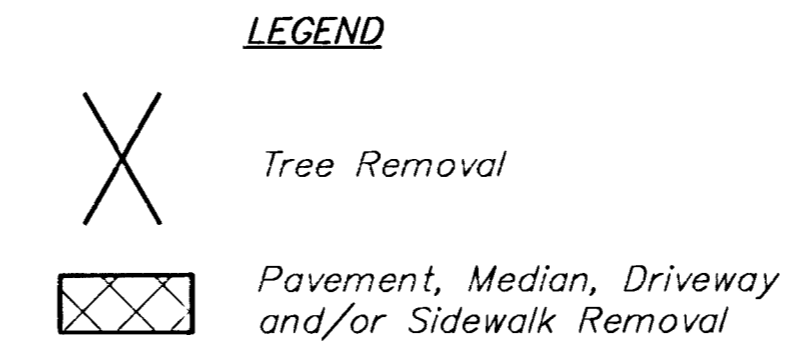 LEGEND
Tree Removal
Pavement, Median, Driveway
and/or Sidewalk Removal